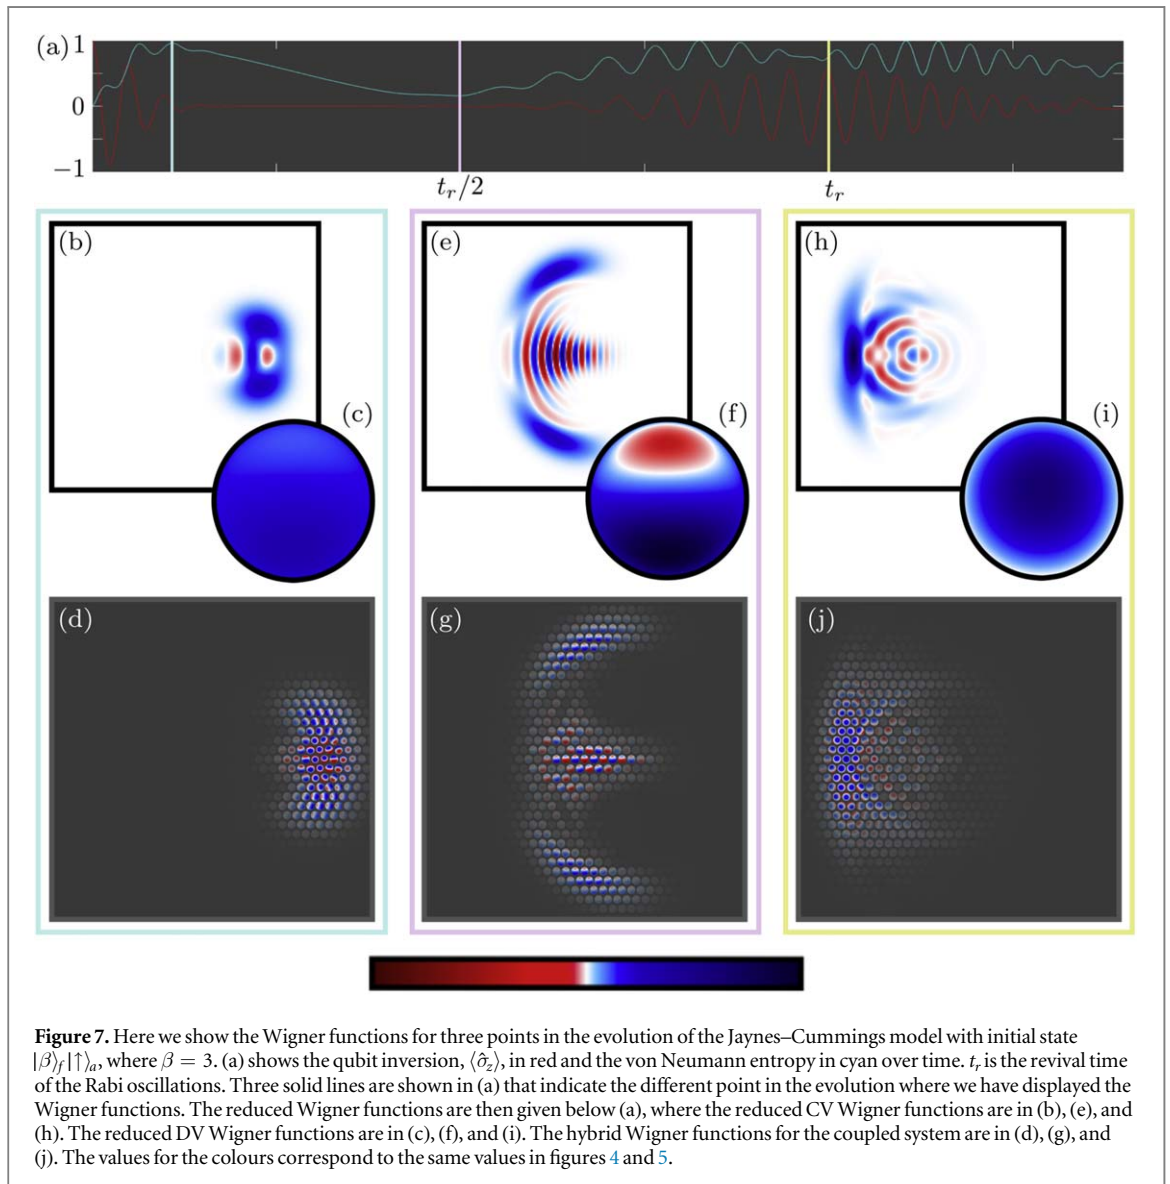 (a) 1
0
−1
t_r/2
t_r
(b)
(e)
(h)
(c)
(f)
(i)
(d)
(g)
(j)
Figure 7. Here we show the Wigner functions for three points in the evolution of the Jaynes–Cummings model with initial state
|β⟩_f|↑⟩_a, where β = 3. (a) shows the qubit inversion, ⟨σ̂_z⟩, in red and the von Neumann entropy in cyan over time. t_r is the revival time
of the Rabi oscillations. Three solid lines are shown in (a) that indicate the different point in the evolution where we have displayed the
Wigner functions. The reduced Wigner functions are then given below (a), where the reduced CV Wigner functions are in (b), (e), and
(h). The reduced DV Wigner functions are in (c), (f), and (i). The hybrid Wigner functions for the coupled system are in (d), (g), and
(j). The values for the colours correspond to the same values in figures 4 and 5.